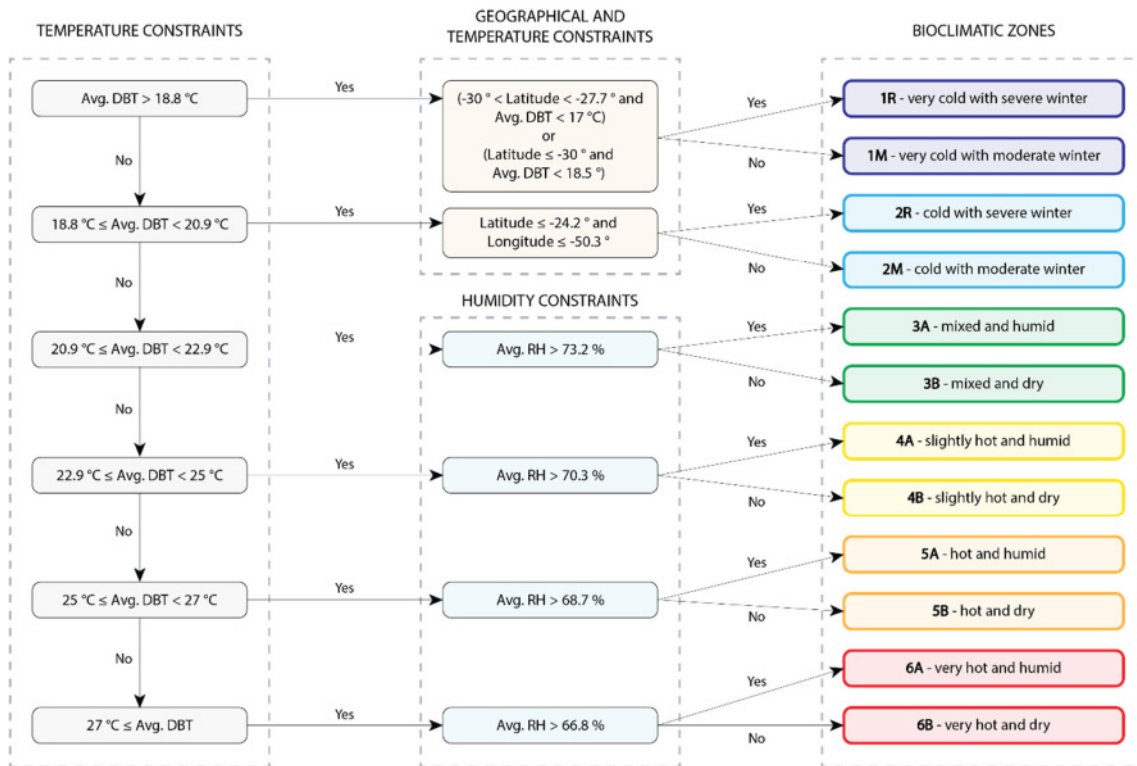 TEMPERATURE CONSTRAINTS
GEOGRAPHICAL AND
TEMPERATURE CONSTRAINTS
BIOCLIMATIC ZONES
Avg. DBT > 18.8 °C
Yes
(-30 ° < Latitude < -27.7 ° and
Avg. DBT < 17 °C)
or
(Latitude ≤ -30 ° and
Avg. DBT < 18.5 °)
Yes
No
1R - very cold with severe winter
1M - very cold with moderate winter
No
18.8 °C ≤ Avg. DBT < 20.9 °C
Yes
Latitude ≤ -24.2 ° and
Longitude ≤ -50.3 °
Yes
No
2R - cold with severe winter
2M - cold with moderate winter
No
HUMIDITY CONSTRAINTS
20.9 °C ≤ Avg. DBT < 22.9 °C
Yes
Avg. RH > 73.2 %
Yes
No
3A - mixed and humid
3B - mixed and dry
No
22.9 °C ≤ Avg. DBT < 25 °C
Yes
Avg. RH > 70.3 %
Yes
No
4A - slightly hot and humid
4B - slightly hot and dry
No
25 °C ≤ Avg. DBT < 27 °C
Yes
Avg. RH > 68.7 %
Yes
No
5A - hot and humid
5B - hot and dry
No
27 °C ≤ Avg. DBT
Yes
Avg. RH > 66.8 %
Yes
No
6A - very hot and humid
6B - very hot and dry